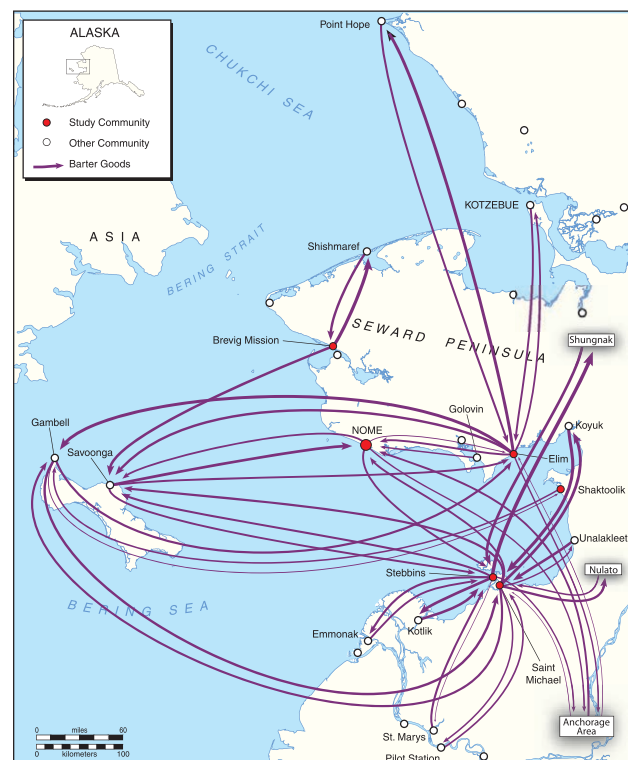 ALASKA
Study Community
Other Community
Barter Goods
Point Hope
CHUKCHI SEA
KOTZEBUE
ASIA
BERING STRAIT
Shishmaref
Brevig Mission
SEWARD PENINSULA
Shungnak
Gambell
Savoonga
NOME
Golovin
Koyuk
Elim
Shaktoolik
Unalakleet
Stebbins
Nulato
BERING SEA
Emmonak
Kotlik
Saint
Michael
St. Marys
Anchorage
Area
Pilot Station
0 miles 60
0 kilometers 100